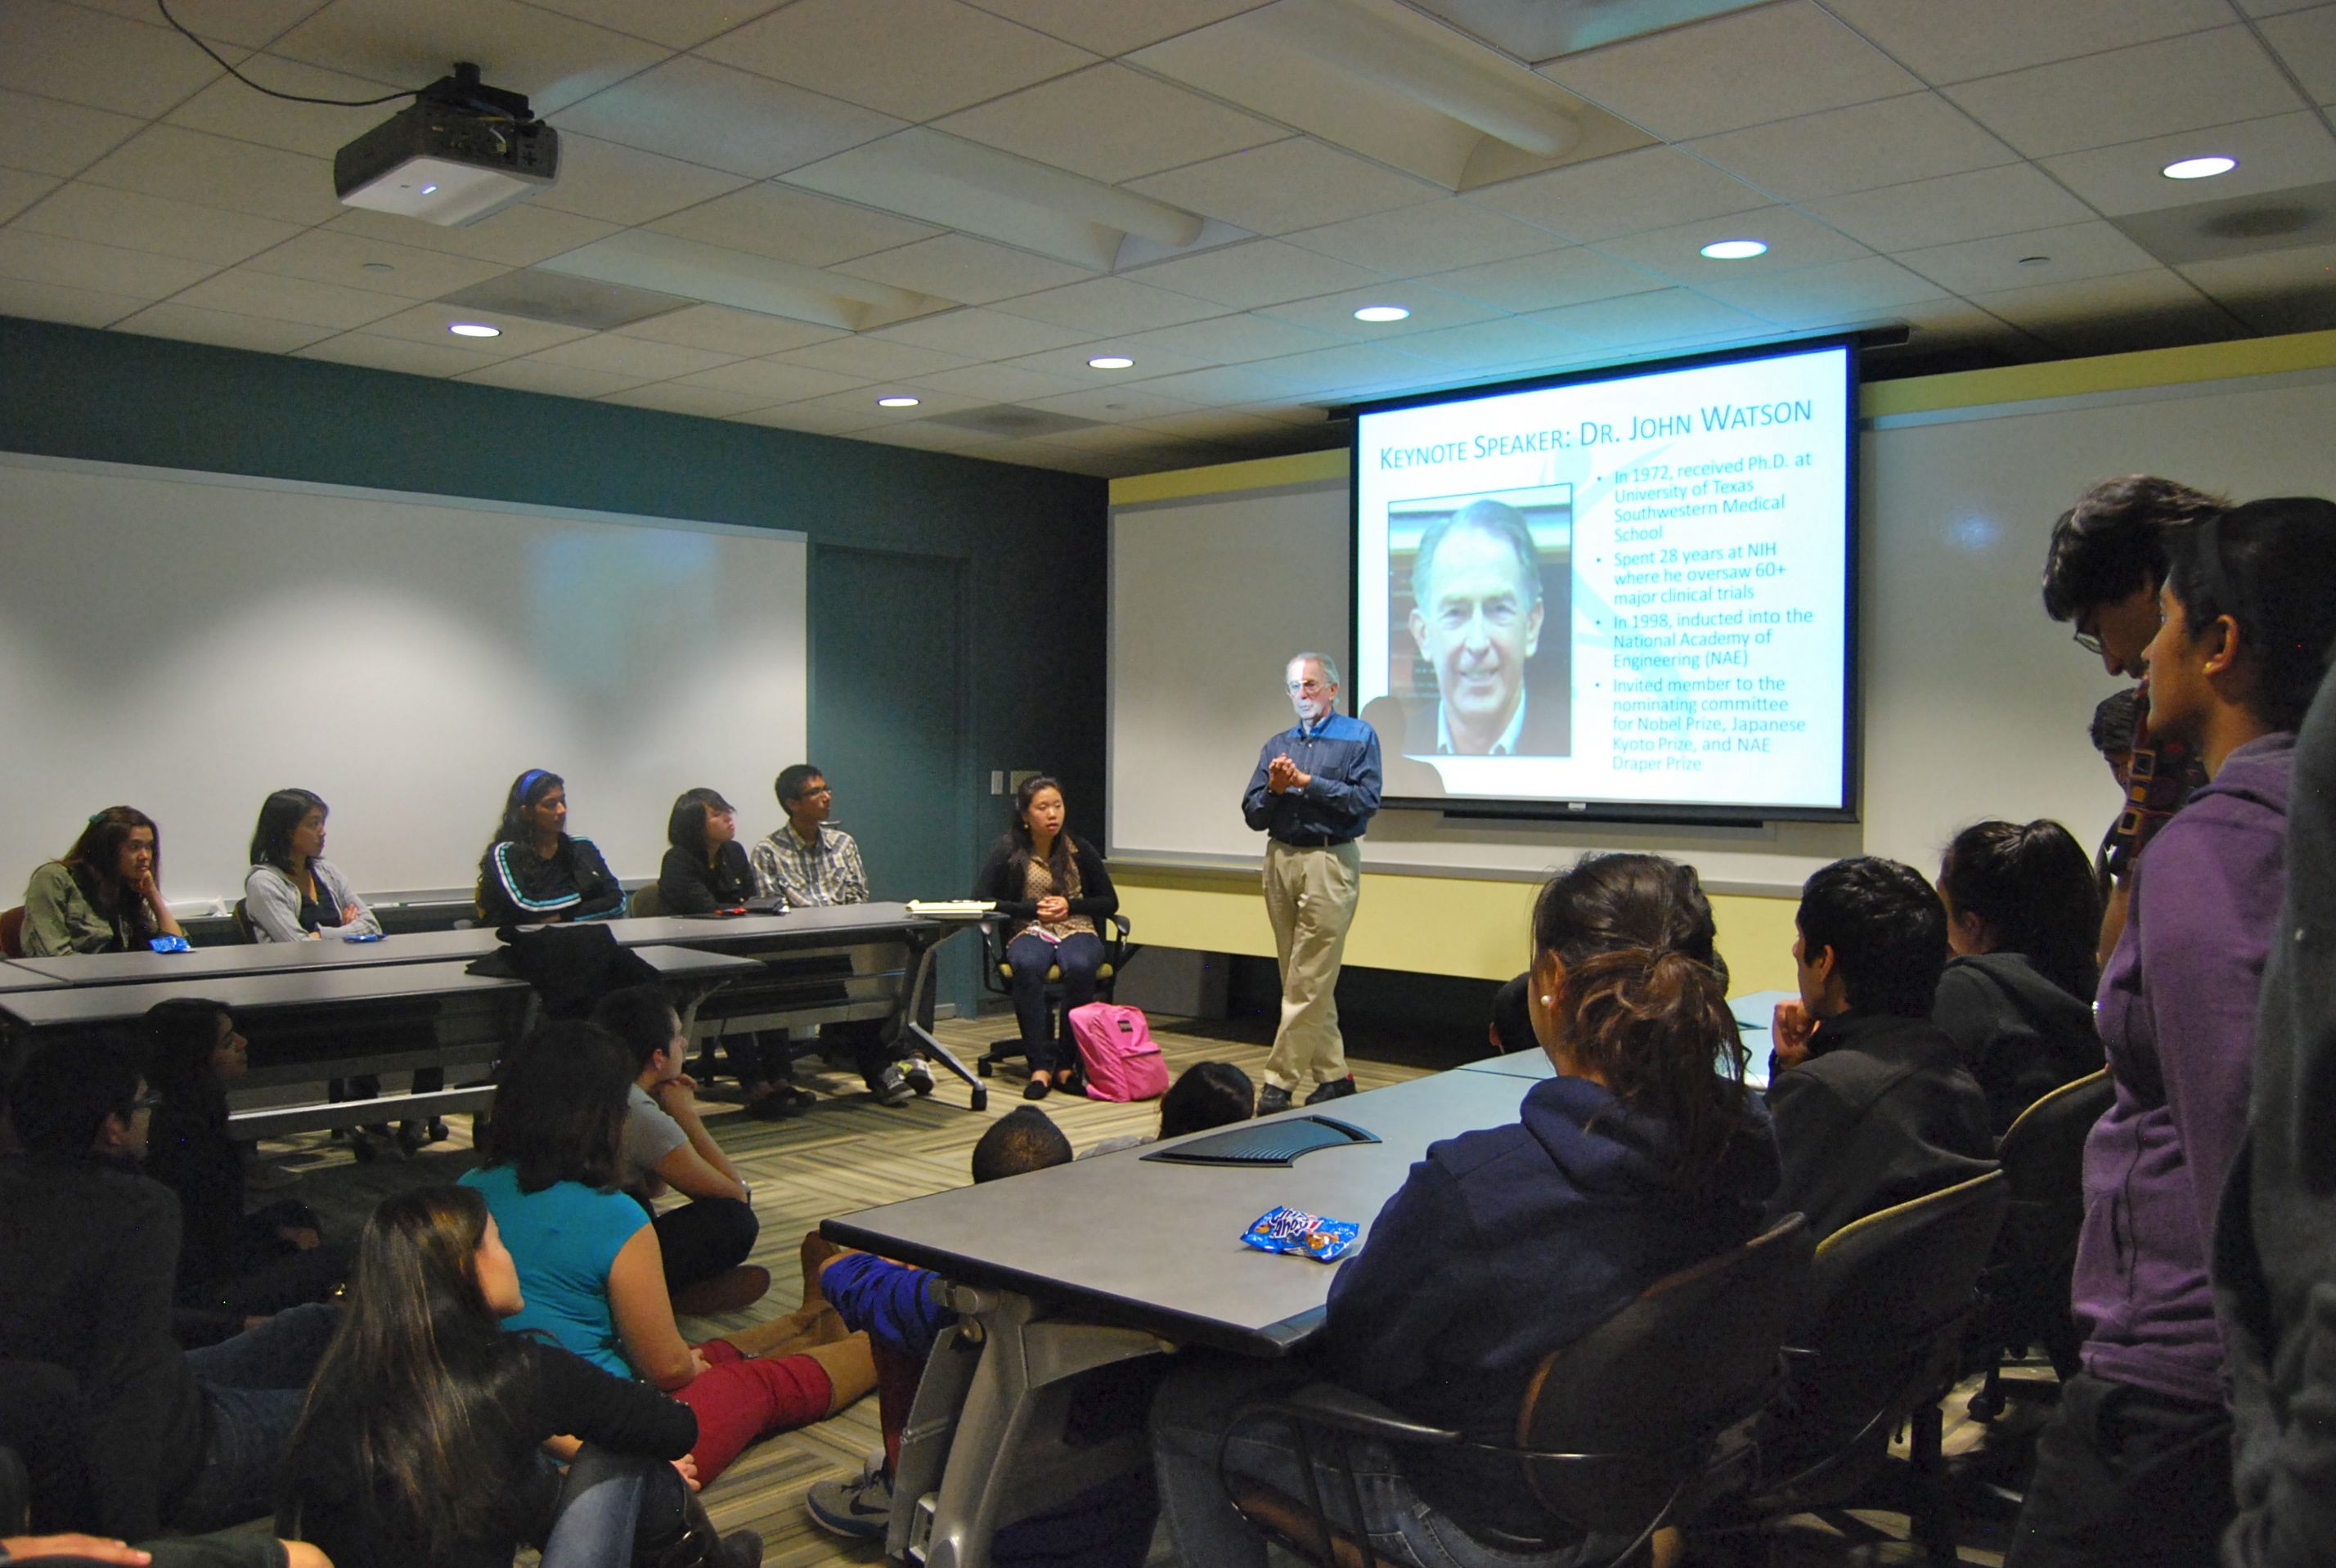 KEYNOTE SPEAKER: DR. JOHN WATSON
• In 1972, received Ph.D. at
University of Texas
Southwestern Medical
School
• Spent 28 years at NIH
where he oversaw 60+
major clinical trials
• In 1998, inducted into the
National Academy of
Engineering (NAE)
• Invited member to the
nominating committee
for Nobel Prize, Japanese
Kyoto Prize, and NAE
Draper Prize
Ahoy!